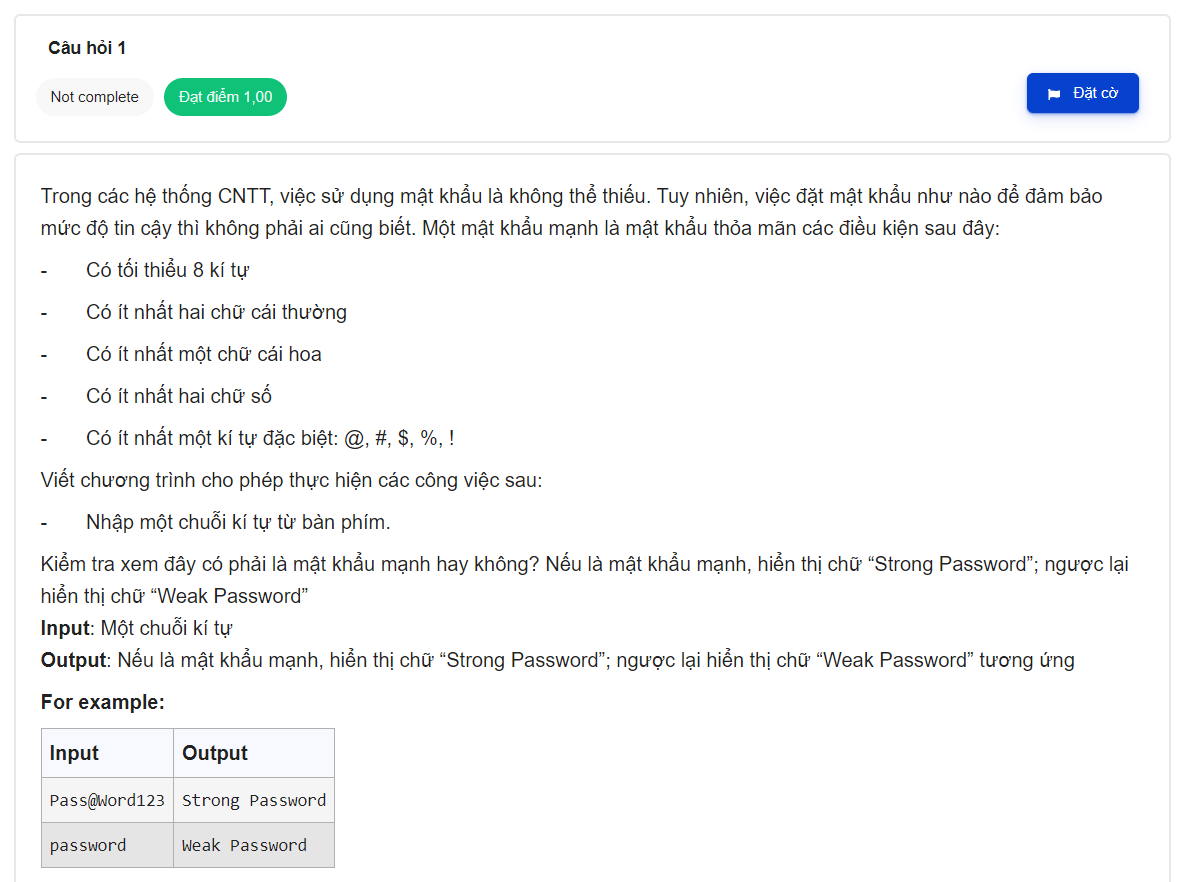 Câu hỏi 1
Not complete
Đạt điểm 1,00
Đặt cờ
Trong các hệ thống CNTT, việc sử dụng mật khẩu là không thể thiếu. Tuy nhiên, việc đặt mật khẩu như nào để đảm bảo
mức độ tin cậy thì không phải ai cũng biết. Một mật khẩu mạnh là mật khẩu thỏa mãn các điều kiện sau đây:
- Có tối thiểu 8 kí tự
- Có ít nhất hai chữ cái thường
- Có ít nhất một chữ cái hoa
- Có ít nhất hai chữ số
- Có ít nhất một kí tự đặc biệt: @, #, $, %, !
Viết chương trình cho phép thực hiện các công việc sau:
- Nhập một chuỗi kí tự từ bàn phím.
Kiểm tra xem đây có phải là mật khẩu mạnh hay không? Nếu là mật khẩu mạnh, hiển thị chữ “Strong Password”; ngược lại
hiển thị chữ “Weak Password”
Input: Một chuỗi kí tự
Output: Nếu là mật khẩu mạnh, hiển thị chữ “Strong Password”; ngược lại hiển thị chữ “Weak Password” tương ứng
For example:
Input Output
Pass@Word123 Strong Password
password Weak Password